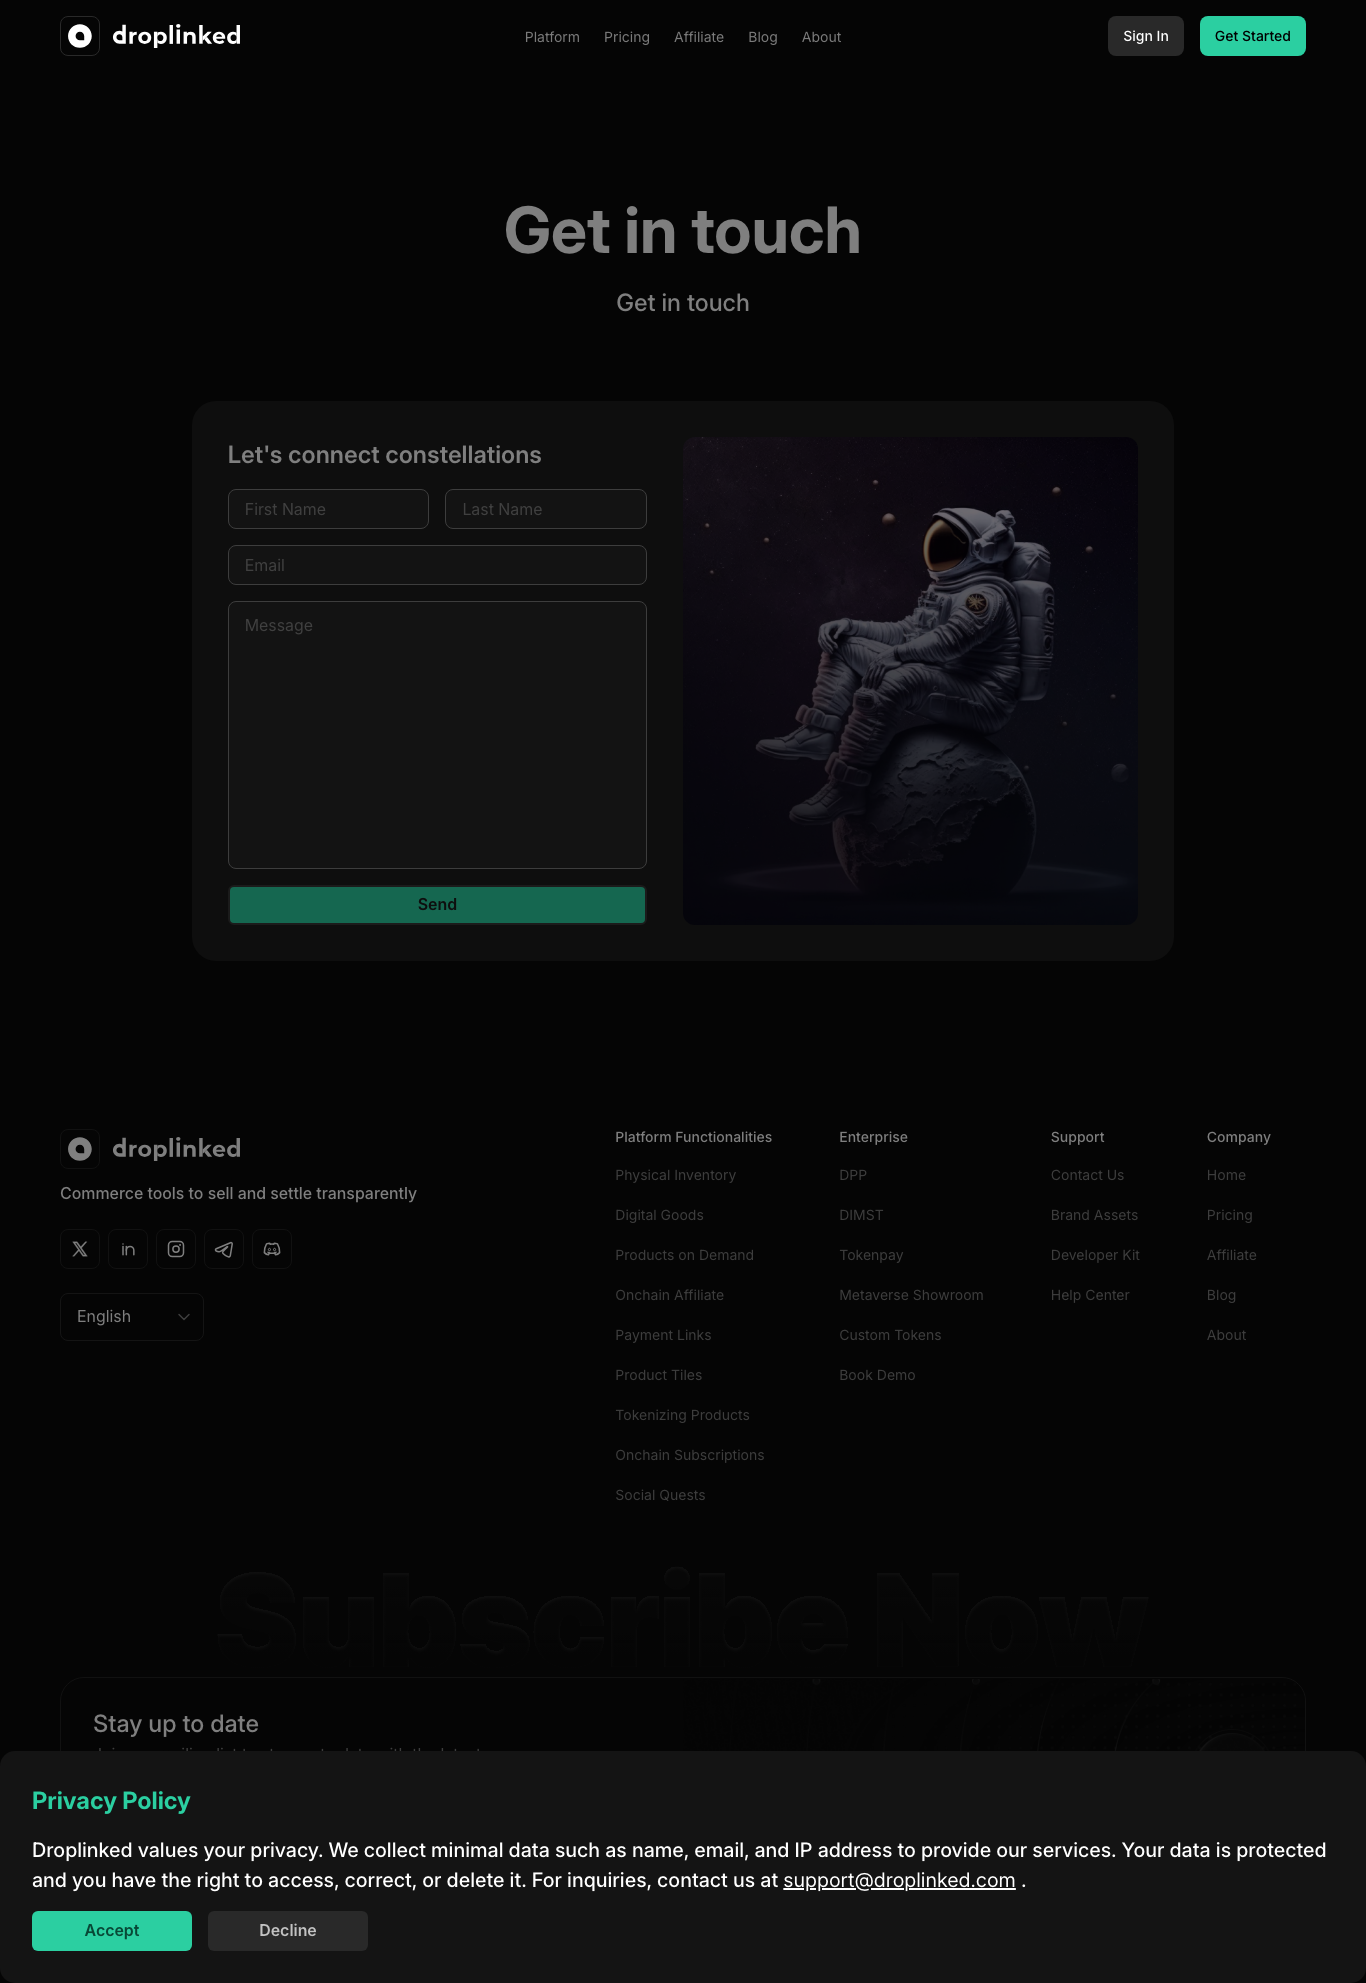 droplinked
Platform Pricing Affiliate Blog About
Sign In
Get Started
Get in touch
Get in touch
Let's connect constellations
First Name
Last Name
Email
Message
Send
droplinked
Commerce tools to sell and settle transparently
English
Platform Functionalities
Physical Inventory
Digital Goods
Products on Demand
Onchain Affiliate
Payment Links
Product Tiles
Tokenizing Products
Onchain Subscriptions
Social Quests
Enterprise
DPP
DIMST
Tokenpay
Metaverse Showroom
Custom Tokens
Book Demo
Support
Contact Us
Brand Assets
Developer Kit
Help Center
Company
Home
Pricing
Affiliate
Blog
About
Subscribe Now
Stay up to date
Privacy Policy
Droplinked values your privacy. We collect minimal data such as name, email, and IP address to provide our services. Your data is protected
and you have the right to access, correct, or delete it. For inquiries, contact us at support@droplinked.com .
Accept
Decline